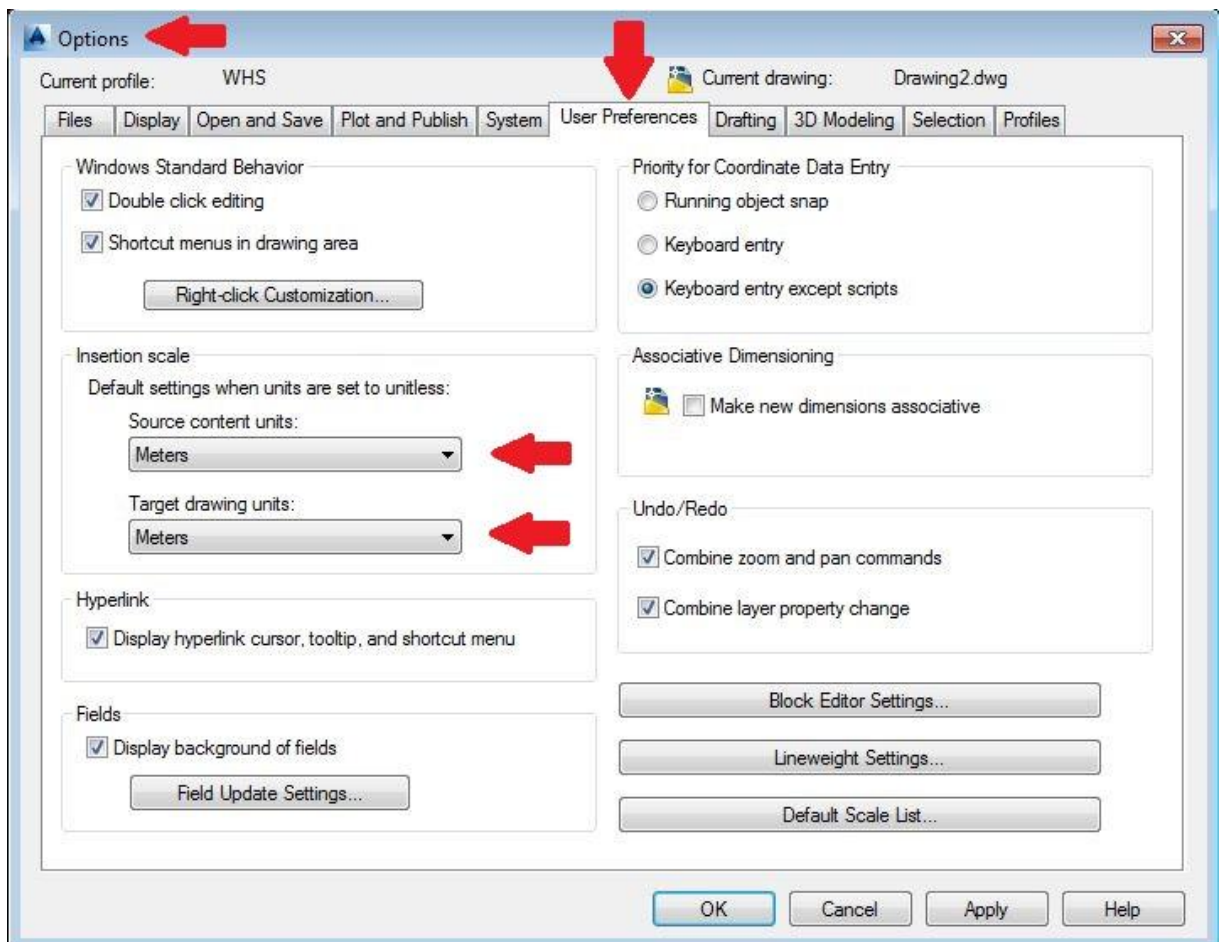 Options
Current profile: WHS Current drawing: Drawing2.dwg
Files Display Open and Save Plot and Publish System User Preferences Drafting 3D Modeling Selection Profiles
Windows Standard Behavior
Double click editing
Shortcut menus in drawing area
Right-click Customization...
Insertion scale
Default settings when units are set to unitless:
Source content units:
Meters
Target drawing units:
Meters
Hyperlink
Display hyperlink cursor, tooltip, and shortcut menu
Fields
Display background of fields
Field Update Settings...
Priority for Coordinate Data Entry
Running object snap
Keyboard entry
Keyboard entry except scripts
Associative Dimensioning
Make new dimensions associative
Undo/Redo
Combine zoom and pan commands
Combine layer property change
Block Editor Settings...
Lineweight Settings...
Default Scale List...
OK Cancel Apply Help